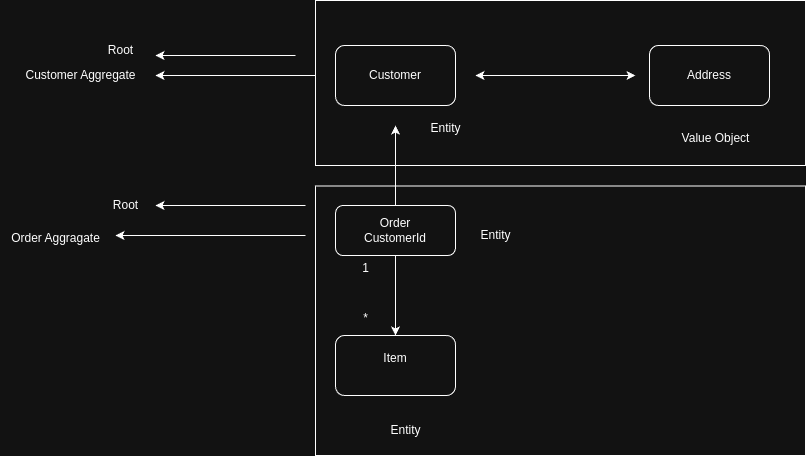 Root
Customer Aggregate
Customer
Address
Entity
Value Object
Root
Order Aggragate
Order
CustomerId
Entity
1
*
Item
Entity